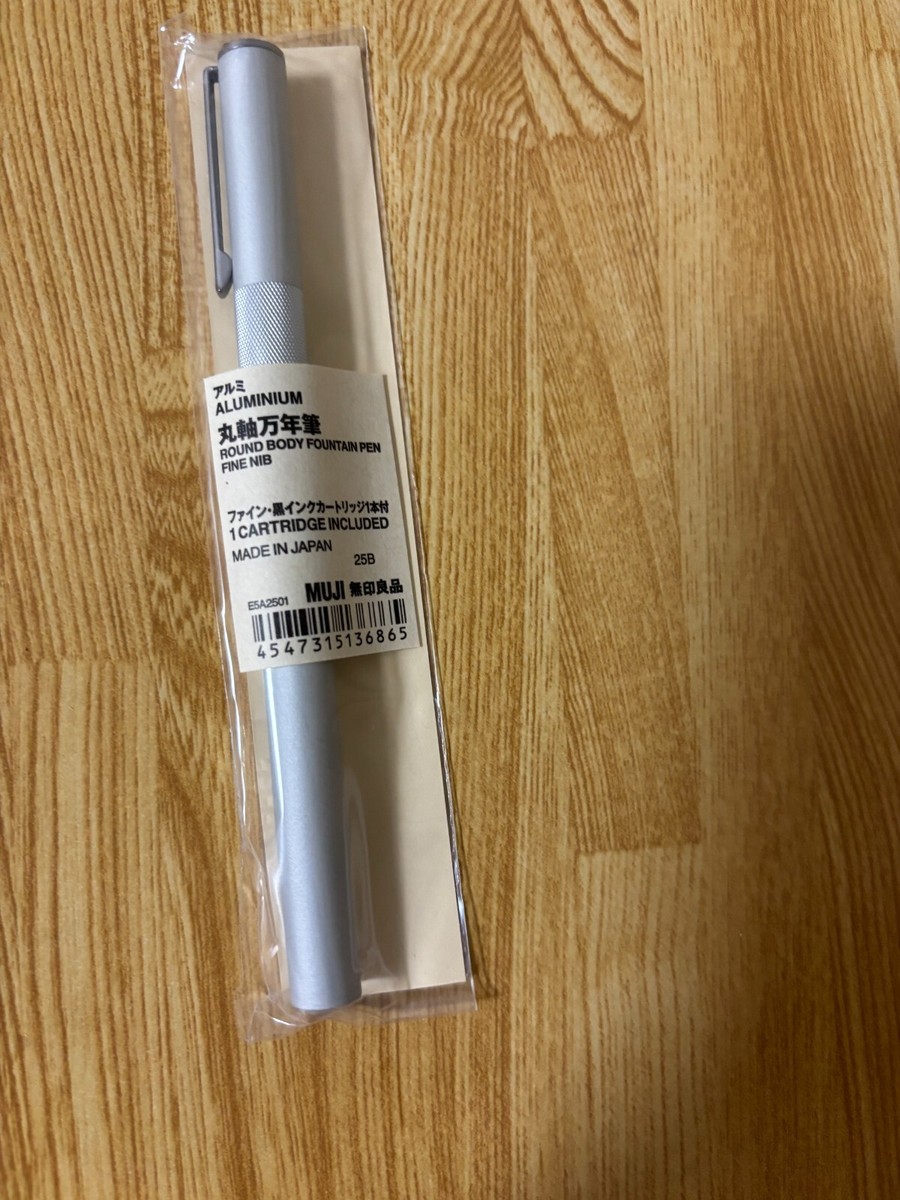 アルミ
ALUMINIUM
丸軸万年筆
ROUND BODY FOUNTAIN PEN
FINE NIB
ファイン・黒インクカートリッジ1本付
1 CARTRIDGE INCLUDED
MADE IN JAPAN
25B
E5A2501 MUJI 無印良品
4547315136865